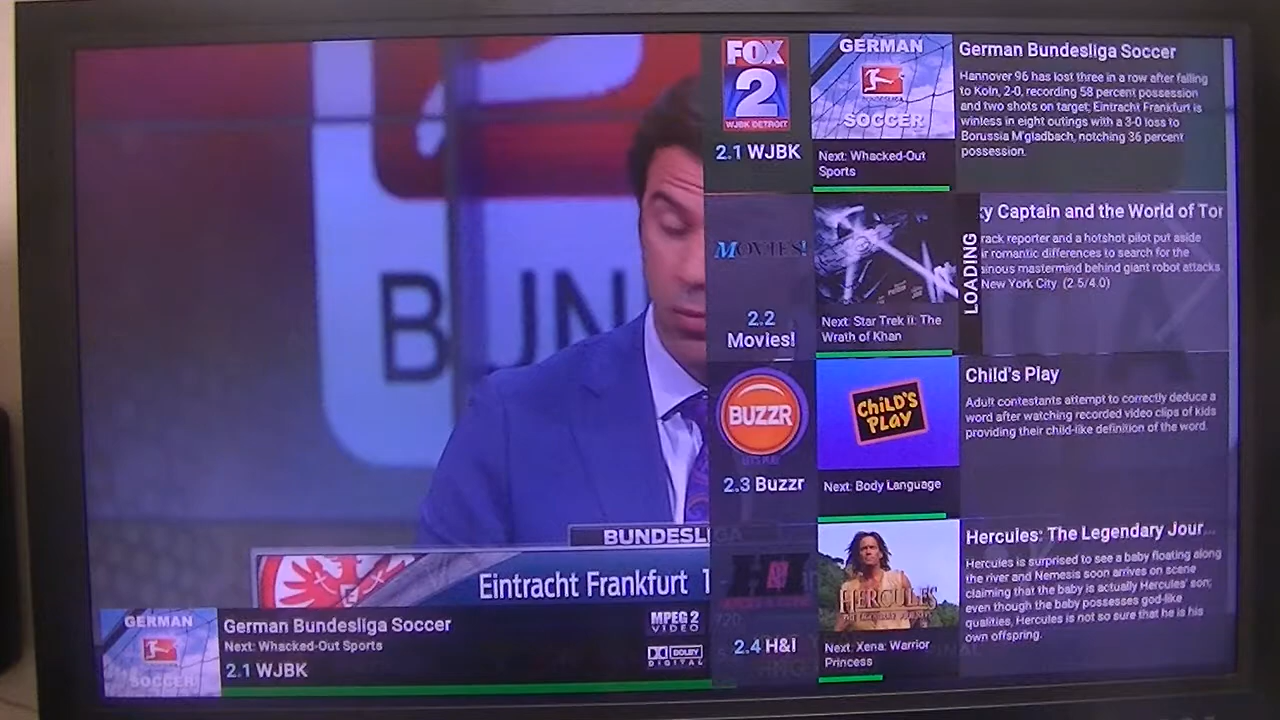 BUN
BUNDESLIGA
Eintracht Frankfurt 1
GERMAN
SOCCER
German Bundesliga Soccer
Next: Whacked-Out Sports
2.1 WJBK
MPEG 2
VIDEO
DOLBY
DIGITAL
FOX
2
WJBK DETROIT
2.1 WJBK
GERMAN
BUNDESLIGA
SOCCER
Next: Whacked-Out
Sports
German Bundesliga Soccer
Hannover 96 has lost three in a row after falling
to Koln, 2-0, recording 58 percent possession
and two shots on target; Eintracht Frankfurt is
winless in eight outings with a 3-0 loss to
Borussia M'gladbach, notching 36 percent
possession.
MOVIES!
2.2
Movies!
Next: Star Trek II: The
Wrath of Khan
LOADING
ky Captain and the World of Tor
rack reporter and a hotshot pilot put aside
ir romantic differences to search for the
ainous mastermind behind giant robot attacks
New York City. (2.5/4.0)
BUZZR
2.3 Buzzr
CHiLD'S
PLAY
Next: Body Language
Child's Play
Adult contestants attempt to correctly deduce a
word after watching recorded video clips of kids
providing their child-like definition of the word.
H&I
2.4 H&I
HERCULES
Next: Xena: Warrior
Princess
Hercules: The Legendary Jour...
Hercules is surprised to see a baby floating along
the river and Nemesis soon arrives on scene
claiming that the baby is actually Hercules' son;
even though the baby possesses god-like
qualities, Hercules is not so sure that he is his
own offspring.